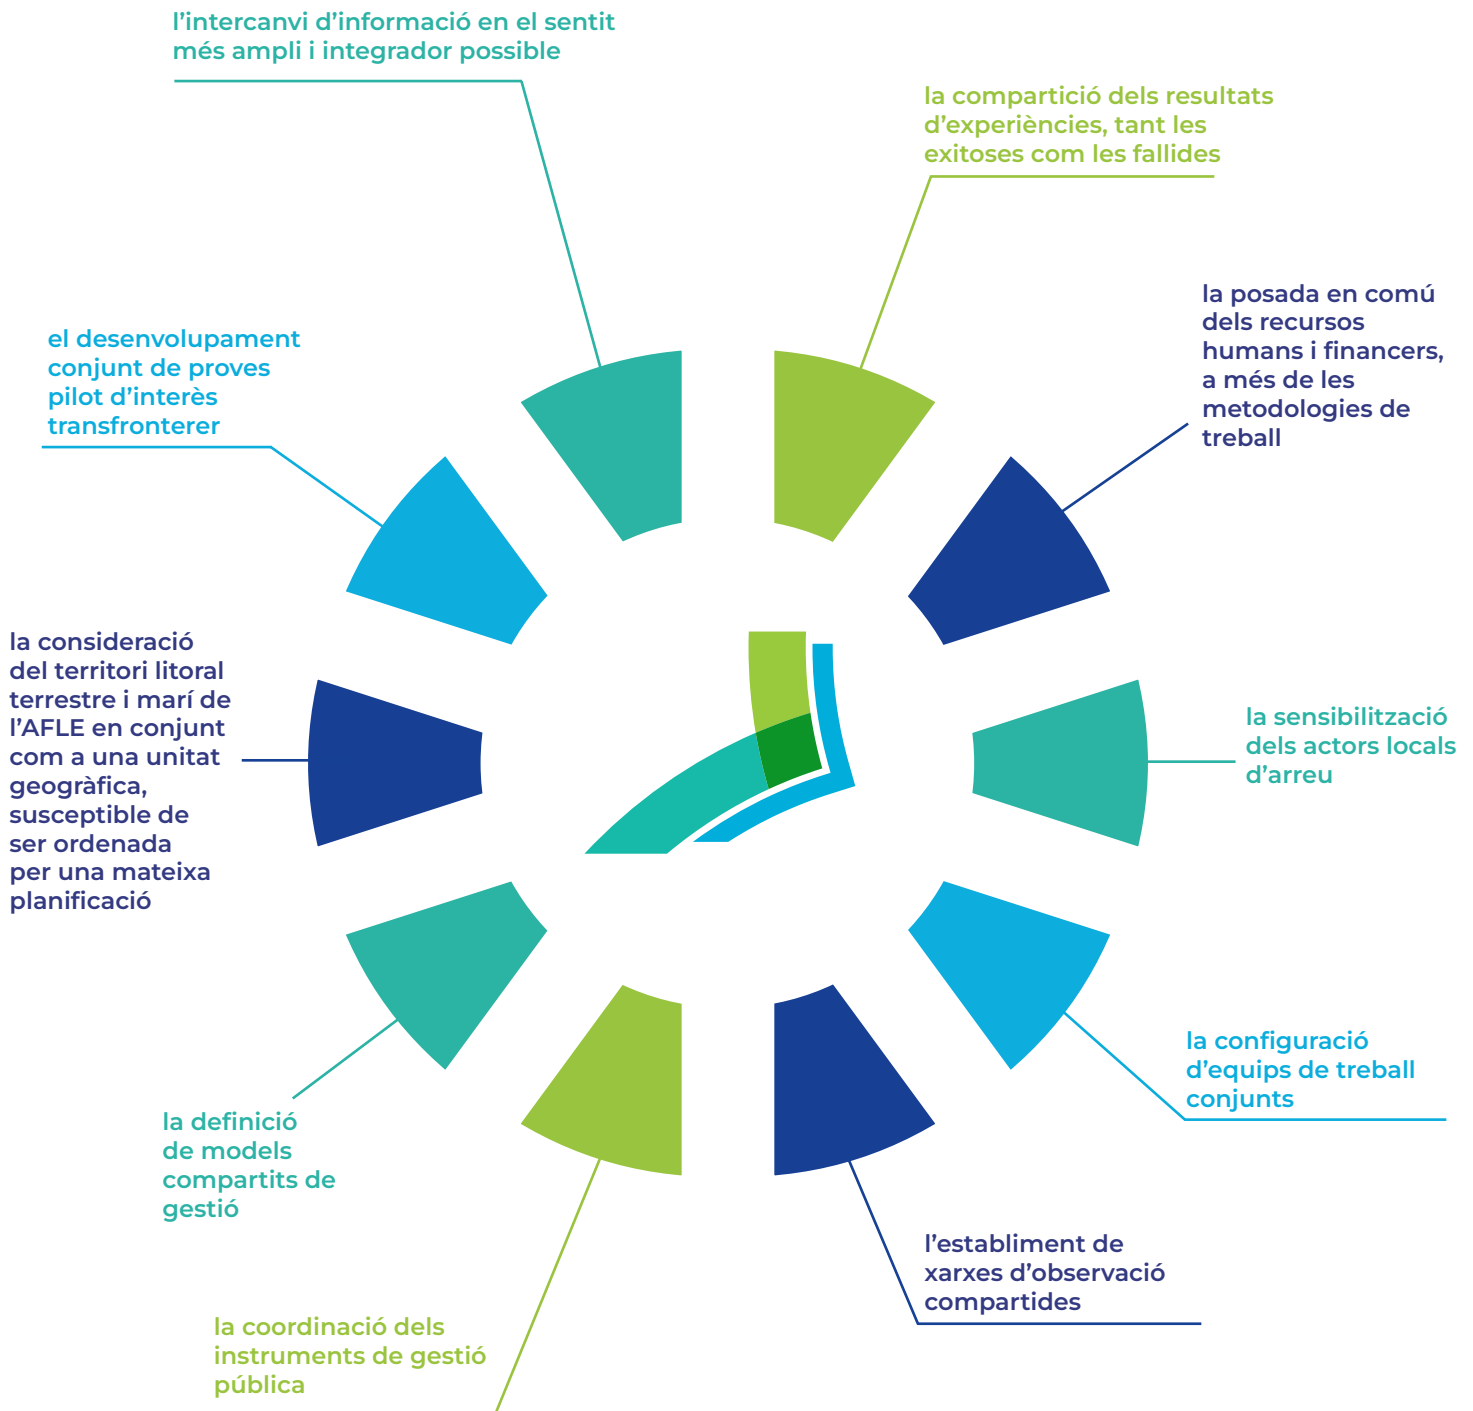 l’intercanvi d’informació en el sentit
més ampli i integrador possible
la compartició dels resultats
d’experiències, tant les
exitoses com les fallides
la posada en comú
dels recursos
humans i financers,
a més de les
metodologies de
treball
la sensibilització
dels actors locals
d’arreu
la configuració
d’equips de treball
conjunts
l’establiment de
xarxes d’observació
compartides
la coordinació dels
instruments de gestió
pública
la definició
de models
compartits de
gestió
la consideració
del territori litoral
terrestre i marí de
l’AFLE en conjunt
com a una unitat
geogràfica,
susceptible de
ser ordenada
per una mateixa
planificació
el desenvolupament
conjunt de proves
pilot d’interès
transfronterer